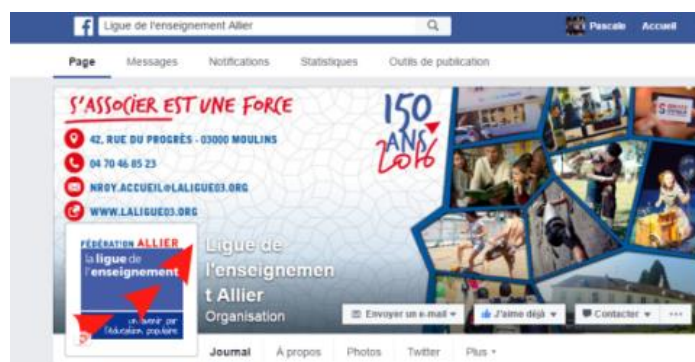 Ligue de l'enseignement Allier
Pascale Accueil
Page Messages Notifications Statistiques Outils de publication
S'ASSOCIER EST UNE FORCE
42, RUE DU PROGRÈS - 03000 MOULINS
04 70 46 85 23
NROY.ACCUEIL@LALIGUE03.ORG
WWW.LALIGUE03.ORG
150
ANS
2016
FÉDÉRATION ALLIER
la ligue de
l'enseignement
un avenir par
l'éducation populaire
Ligue de
l'enseignemen
t Allier
Organisation
Envoyer un e-mail
J'aime déjà
Contacter
Journal À propos Photos Twitter Plus